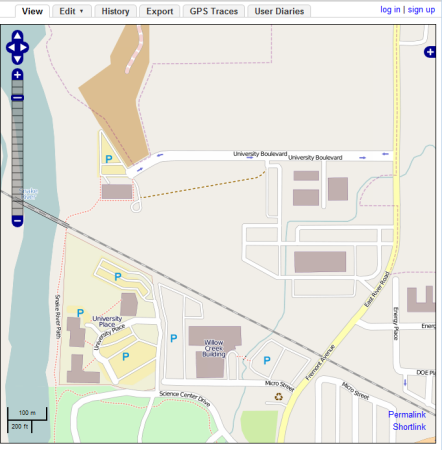 View
Edit
History
Export
GPS Traces
User Diaries
log in | sign up
P
University Boulevard
University Boulevard
East River Road
Snake River Path
P
P
University
Place
University Place
P
P
Willow
Creek
Building
P
Energy Place
Energ
Fremont Avenue
DOE Pl
Micro Street
Micro Street
Science Center Drive
100 m
200 ft
Permalink
Shortlink